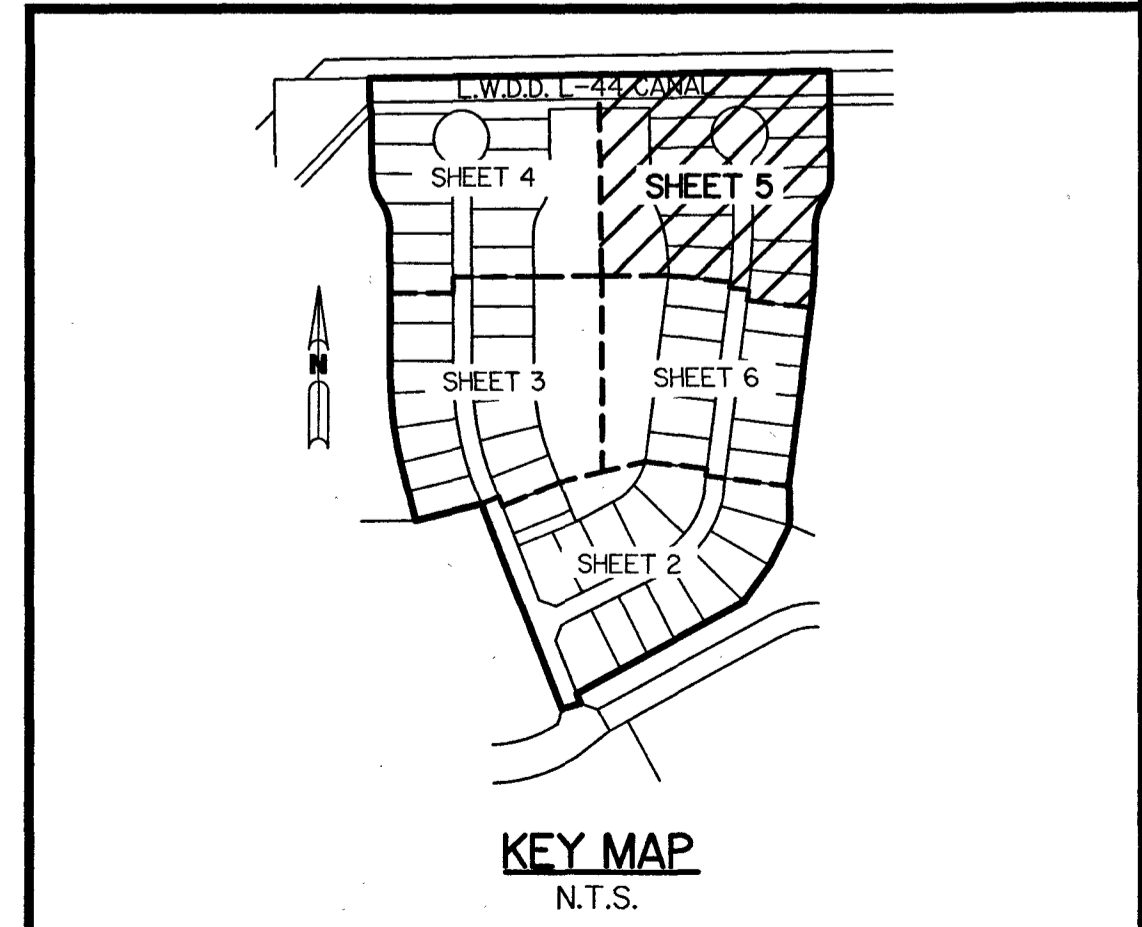 L.W.D.D. L-44 CANAL
SHEET 4
SHEET 5
N
SHEET 3
SHEET 6
SHEET 2
KEY MAP
N.T.S.